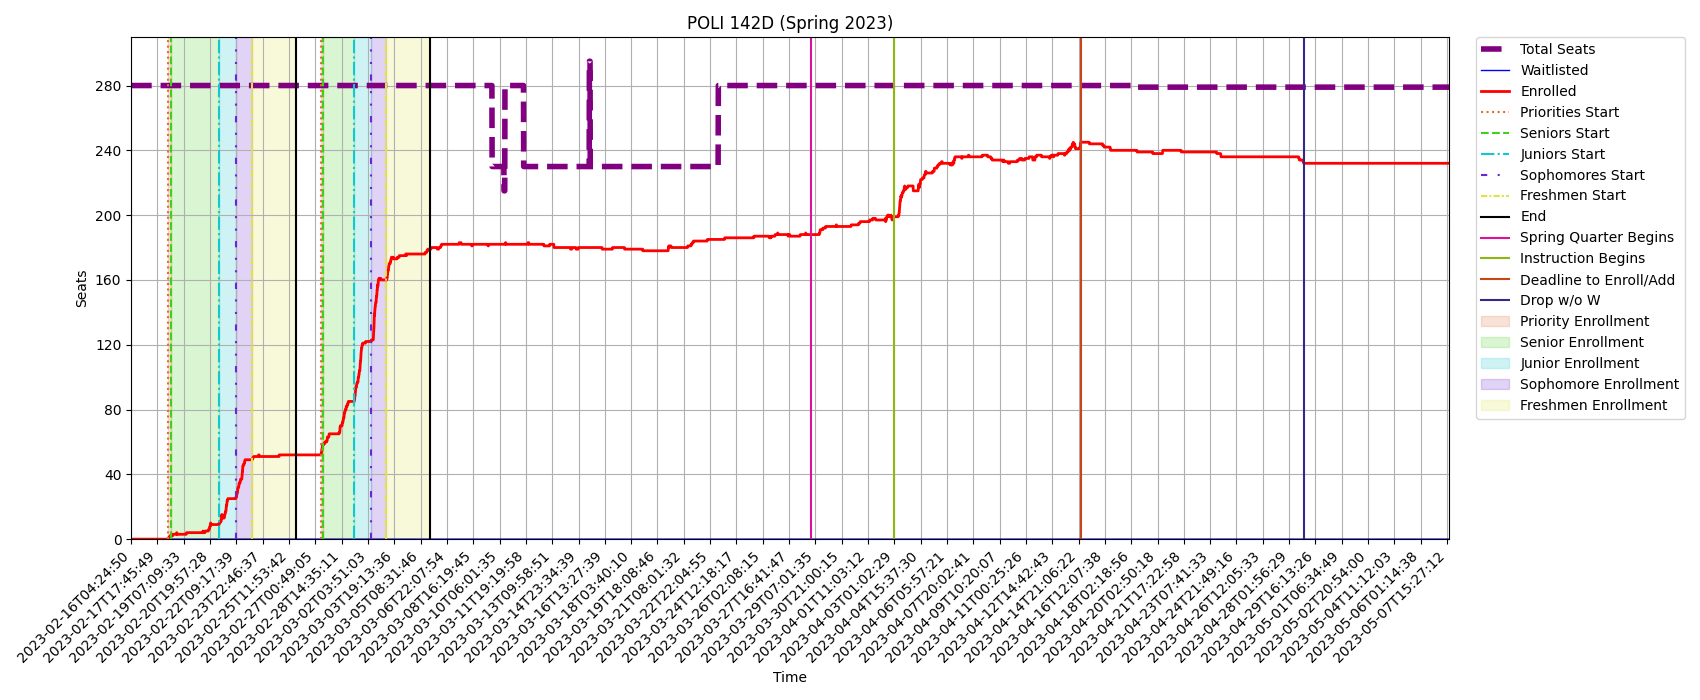 POLI 142D (Spring 2023)
Seats
280
240
200
160
120
80
40
0
2023-02-16T04:24:50
2023-02-17T17:45:49
2023-02-19T07:09:33
2023-02-20T19:57:28
2023-02-22T09:17:39
2023-02-23T22:46:37
2023-02-25T11:53:42
2023-02-27T00:49:05
2023-02-28T14:35:11
2023-03-02T03:51:03
2023-03-03T19:13:36
2023-03-05T08:31:46
2023-03-06T22:07:54
2023-03-08T16:19:45
2023-03-10T06:01:35
2023-03-11T19:19:58
2023-03-13T09:58:51
2023-03-14T23:34:39
2023-03-16T13:27:39
2023-03-18T03:40:10
2023-03-19T18:08:46
2023-03-21T08:01:32
2023-03-22T22:04:55
2023-03-24T12:18:17
2023-03-26T02:08:15
2023-03-27T16:41:47
2023-03-29T07:01:35
2023-03-30T21:00:15
2023-04-01T11:03:12
2023-04-03T01:02:29
2023-04-04T15:37:30
2023-04-06T05:57:21
2023-04-07T20:02:41
2023-04-09T10:20:07
2023-04-11T00:25:26
2023-04-12T14:42:43
2023-04-14T21:06:22
2023-04-16T12:07:38
2023-04-18T02:18:56
2023-04-20T02:50:18
2023-04-21T17:22:58
2023-04-23T07:41:33
2023-04-24T21:49:16
2023-04-26T12:05:33
2023-04-28T01:56:29
2023-04-29T16:13:26
2023-05-01T06:34:49
2023-05-02T20:54:00
2023-05-04T11:12:03
2023-05-06T01:14:38
2023-05-07T15:27:12
Time
Total Seats
Waitlisted
Enrolled
Priorities Start
Seniors Start
Juniors Start
Sophomores Start
Freshmen Start
End
Spring Quarter Begins
Instruction Begins
Deadline to Enroll/Add
Drop w/o W
Priority Enrollment
Senior Enrollment
Junior Enrollment
Sophomore Enrollment
Freshmen Enrollment